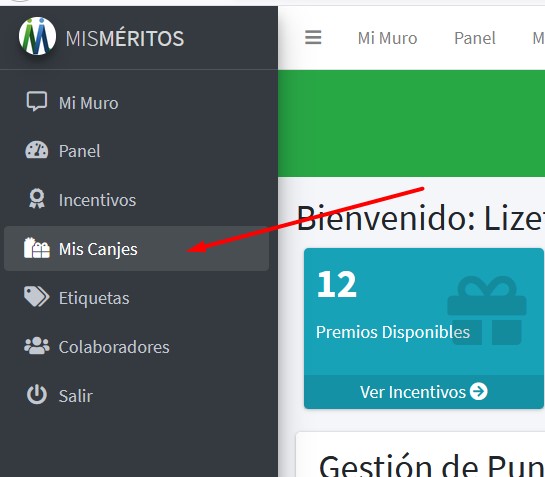 MISMÉRITOS
Mi Muro
Panel
Incentivos
Mis Canjes
Etiquetas
Colaboradores
Salir
Mi Muro Panel M
Bienvenido: Lizet
12
Premios Disponibles
Ver Incentivos
Gestión de Pun